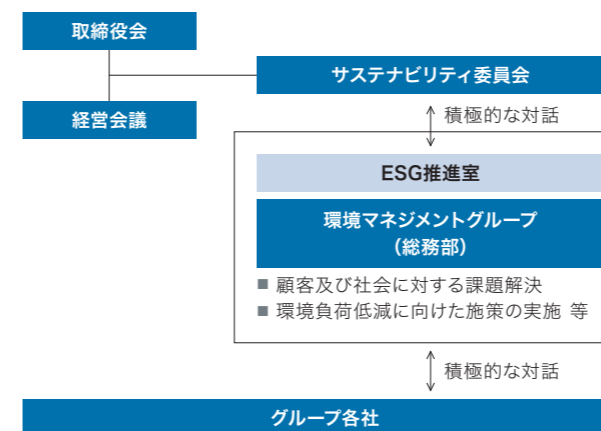 取締役会
サステナビリティ委員会
経営会議
積極的な対話
ESG推進室
環境マネジメントグループ
（総務部）
■ 顧客及び社会に対する課題解決
■ 環境負荷低減に向けた施策の実施 等
積極的な対話
グループ各社